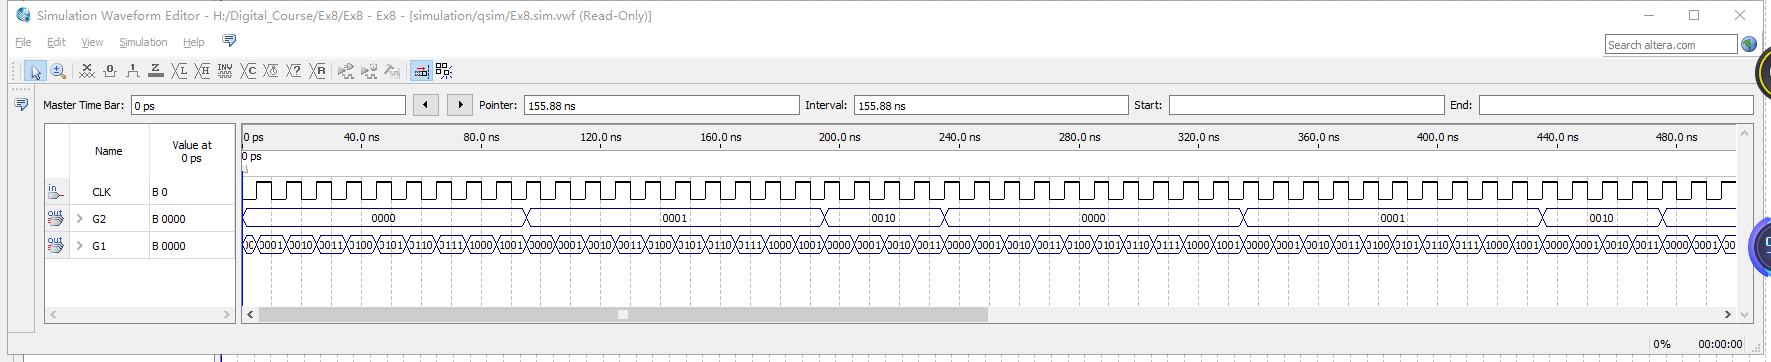 Simulation Waveform Editor - H:/Digital_Course/Ex8/Ex8 - Ex8 - [simulation/qsim/Ex8.sim.vwf (Read-Only)]
File Edit View Simulation Help
Search altera.com
Master Time Bar: 0 ps Pointer: 155.88 ns Interval: 155.88 ns Start: End:
Name Value at 0 ps
0 ps 40.0 ns 80.0 ns 120.0 ns 160.0 ns 200.0 ns 240.0 ns 280.0 ns 320.0 ns 360.0 ns 400.0 ns 440.0 ns 480.0 ns
0 ps
in CLK B 0
out G2 B 0000 0000 0001 0010 0000 0001 0010
out G1 B 0000 0001 0010 0011 0100 0101 0110 0111 1000 1001 0000 0001 0010 0011 0100 0101 0110 0111 1000 1001 0000 0001 0010 0011 0000 0001 0010 0011 0100 0101 0110 0111 1000 1001 0000 0001 0010 0011 0100 0101 0110 0111 1000 1001 0000 0001 0010 0011 0000 0001
0% 00:00:00